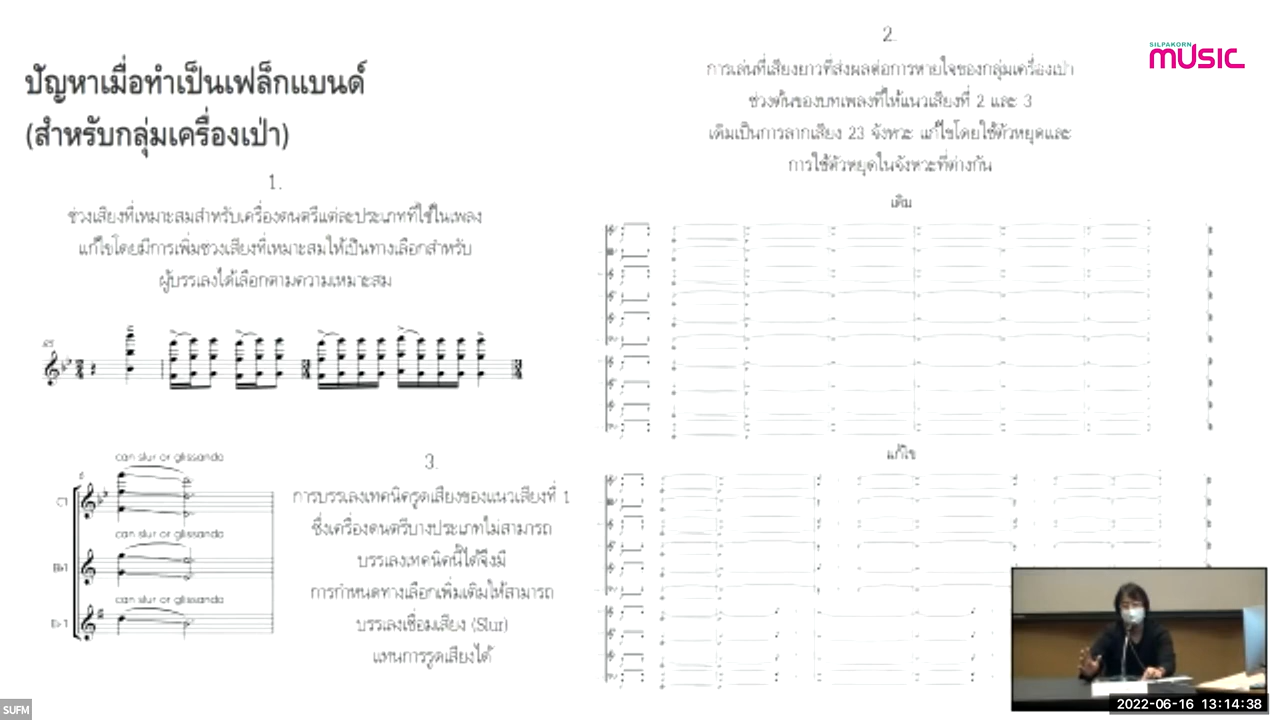 ปัญหาเมื่อทำเป็นเฟล็กแบนด์
(สำหรับกลุ่มเครื่องเป่า)
1.
ช่วงเสียงที่เหมาะสมสำหรับเครื่องดนตรีแต่ละประเภทที่ใช้ในเพลง
แก้ไขโดยมีการเพิ่มช่วงเสียงที่เหมาะสมให้เป็นทางเลือกสำหรับ
ผู้บรรเลงได้เลือกตามความเหมาะสม
2.
การเล่นที่เสียงยาวที่ส่งผลต่อการหายใจของกลุ่มเครื่องเป่า
ช่วงต้นของบทเพลงที่ให้แนวเสียงที่ 2 และ 3
เดิมเป็นการลากเสียง 23 จังหวะ แก้ไขโดยใช้ตัวหยุดและ
การใช้ตัวหยุดในจังหวะที่ต่างกัน
เดิม
แก้ไข
3.
การบรรเลงเทคนิครูดเสียงของแนวเสียงที่ 1
ซึ่งเครื่องดนตรีบางประเภทไม่สามารถ
บรรเลงเทคนิคนี้ได้จึงมี
การกำหนดทางเลือกเพิ่มเติมให้สามารถ
บรรเลงเชื่อมเสียง (Slur)
แทนการรูดเสียงได้
can slur or glissando
C1
can slur or glissando
B♭1
can slur or glissando
E♭1
SILPAKORN
MUSIC
SUFM
2022-06-16 13:14:38